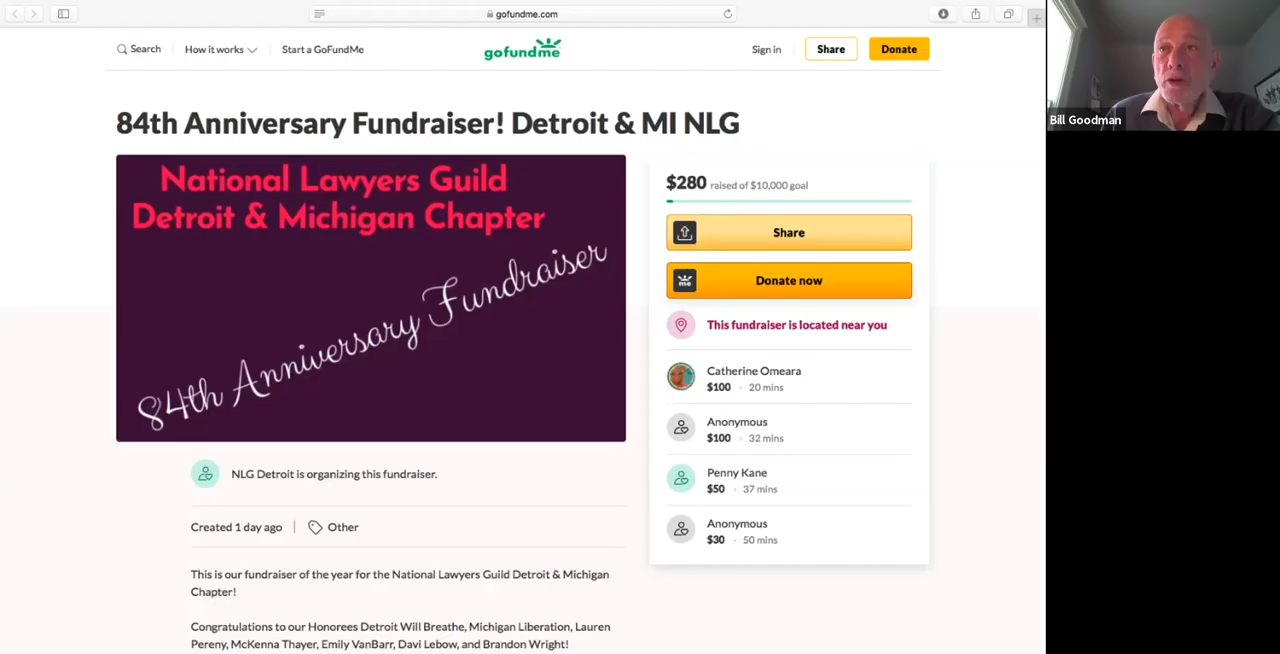 gofundme.com
Search
How it works
Start a GoFundMe
gofundme
Sign in
Share
Donate
Bill Goodman
84th Anniversary Fundraiser! Detroit & MI NLG
National Lawyers Guild
Detroit & Michigan Chapter
84th Anniversary Fundraiser
$280 raised of $10,000 goal
Share
me
Donate now
This fundraiser is located near you
Catherine Omeara
$100 · 20 mins
Anonymous
$100 · 32 mins
Penny Kane
$50 · 37 mins
Anonymous
$30 · 50 mins
NLG Detroit is organizing this fundraiser.
Created 1 day ago
Other
This is our fundraiser of the year for the National Lawyers Guild Detroit & Michigan
Chapter!
Congratulations to our Honorees Detroit Will Breathe, Michigan Liberation, Lauren
Pereny, McKenna Thayer, Emily VanBarr, Davi Lebow, and Brandon Wright!